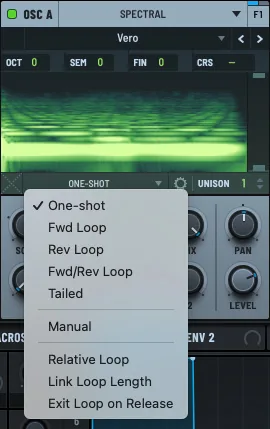 OSC A SPECTRAL F1
Vero
OCT 0 SEM 0 FIN 0 CRS –
ONE-SHOT UNISON 1
✓ One-shot
Fwd Loop
Rev Loop
Fwd/Rev Loop
Tailed
PAN
Manual
LEVEL
ENV 2
Relative Loop
Link Loop Length
Exit Loop on Release
6